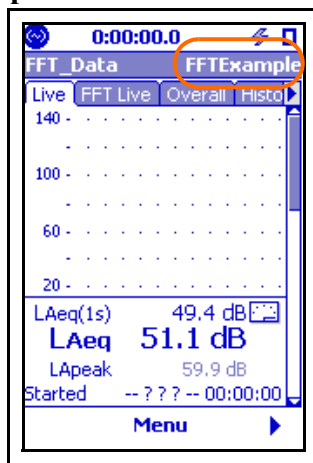 0:00:00.0
FFT_Data FFTExample
Live FFT Live Overall Histo
140
100
60
20
LAeq(1s) 49.4 dB
LAeq 51.1 dB
LApeak 59.9 dB
Started -- ? ? ? -- 00:00:00
Menu